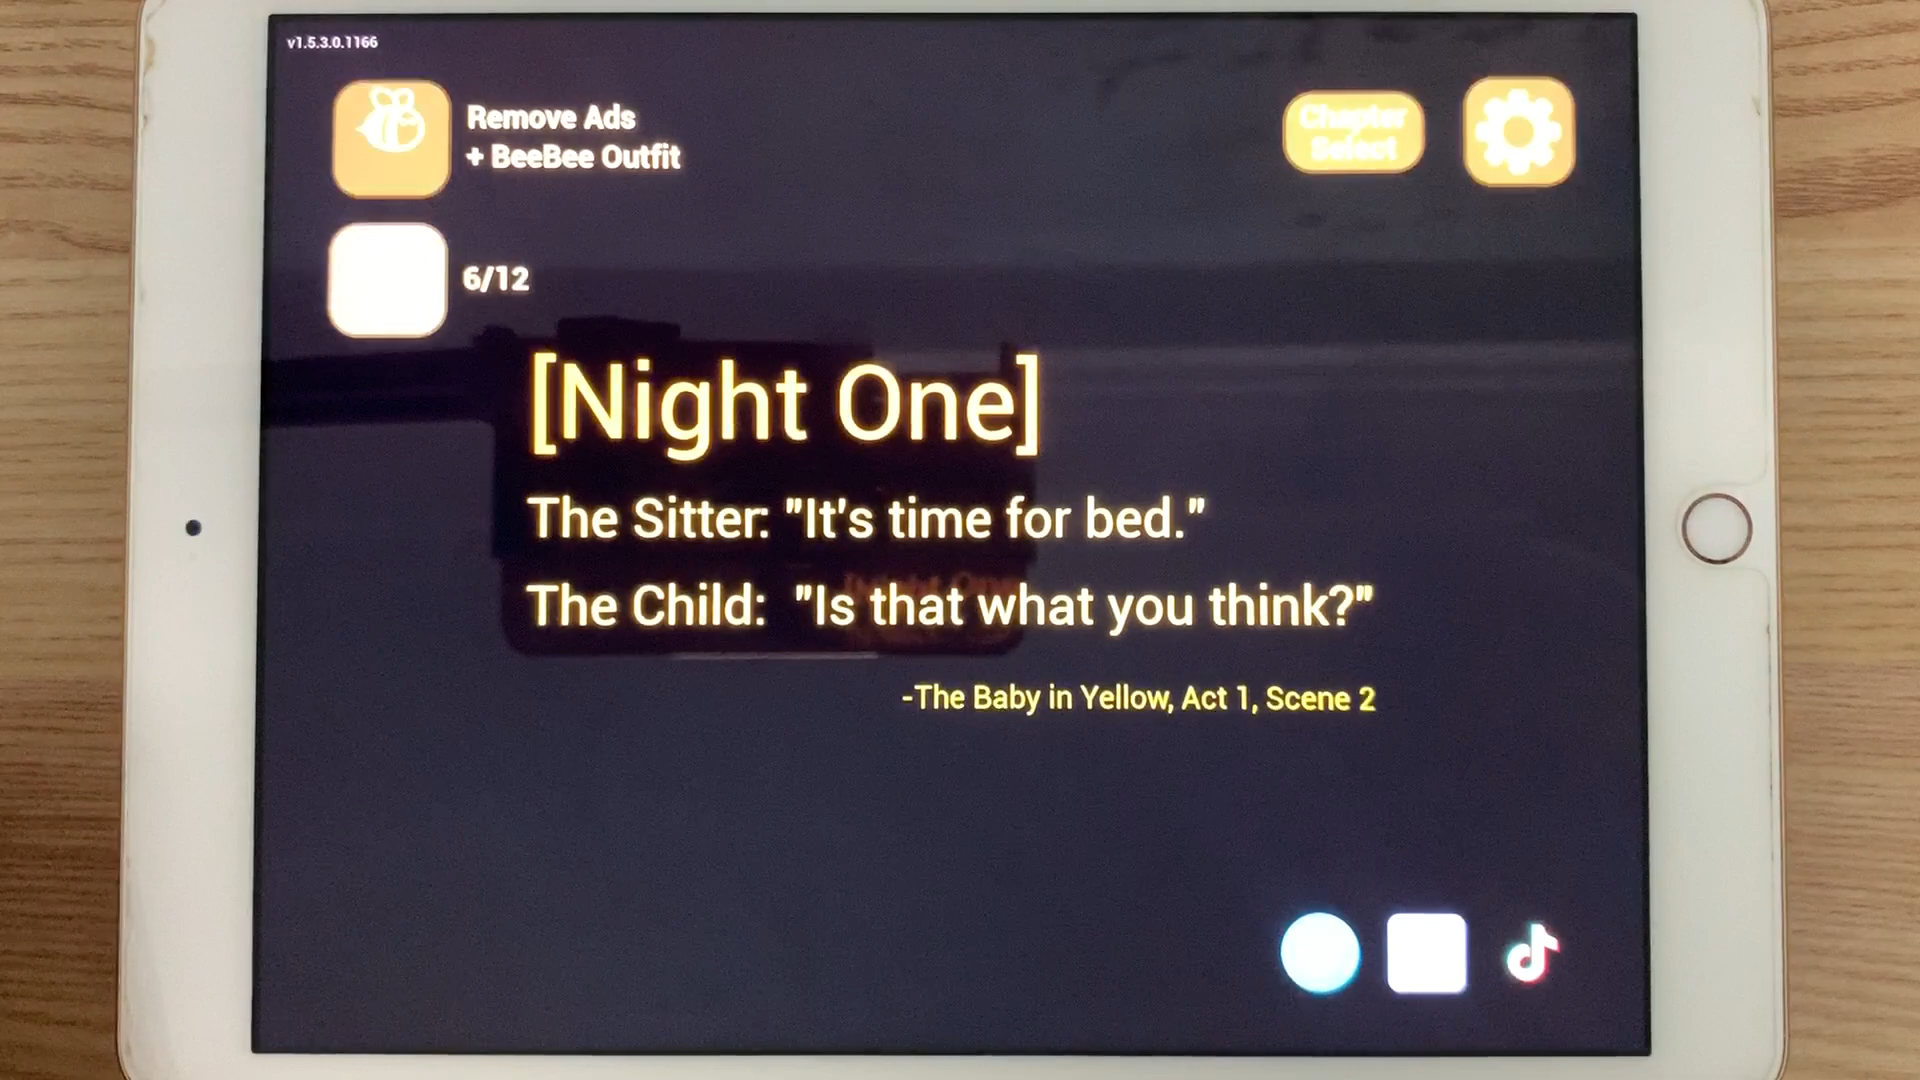 v1.5.3.0.1166
Remove Ads
+ BeeBee Outfit
Chapter
Select
6/12
[Night One]
The Sitter: "It's time for bed."
The Child:  "Is that what you think?"
-The Baby in Yellow, Act 1, Scene 2